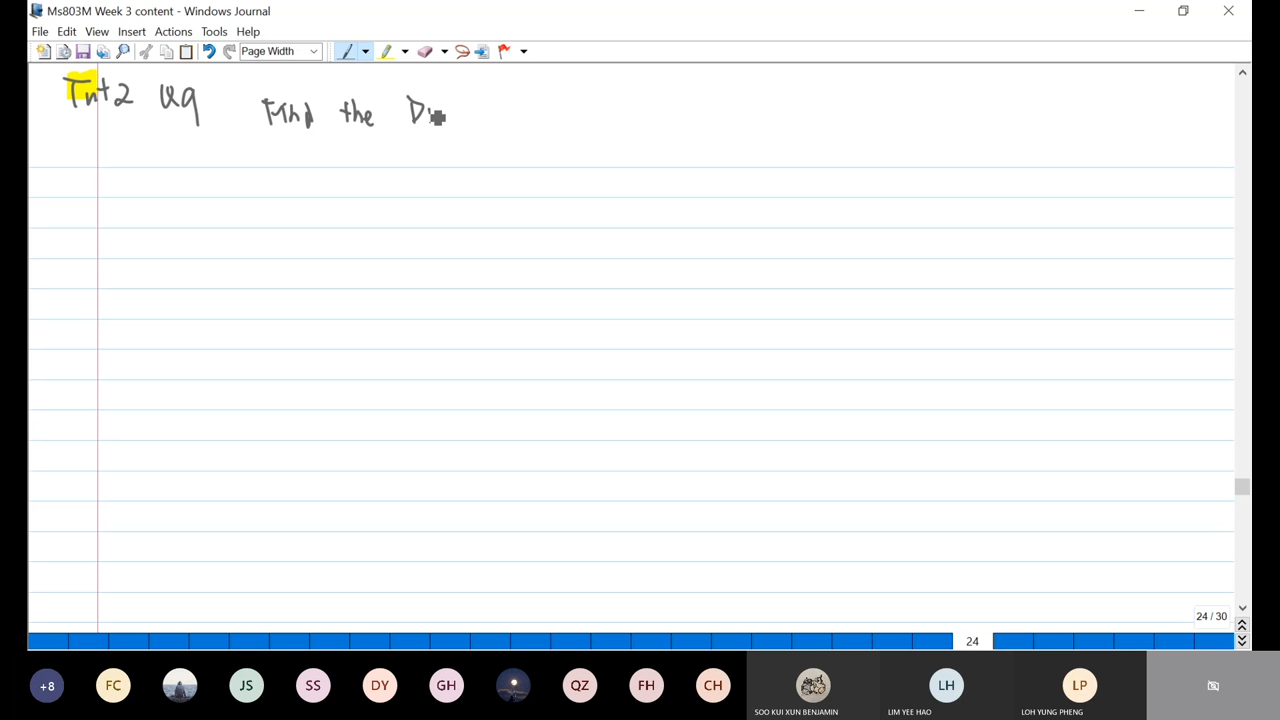 Ms803M Week 3 content - Windows Journal
File Edit View Insert Actions Tools Help
Page Width
Tut 2 Q9 Find the D
24 / 30
24
+8 FC JS SS DY GH QZ FH CH LH LP
SOO KUI XUN BENJAMIN LIM YEE HAO LOH YUNG PHENG